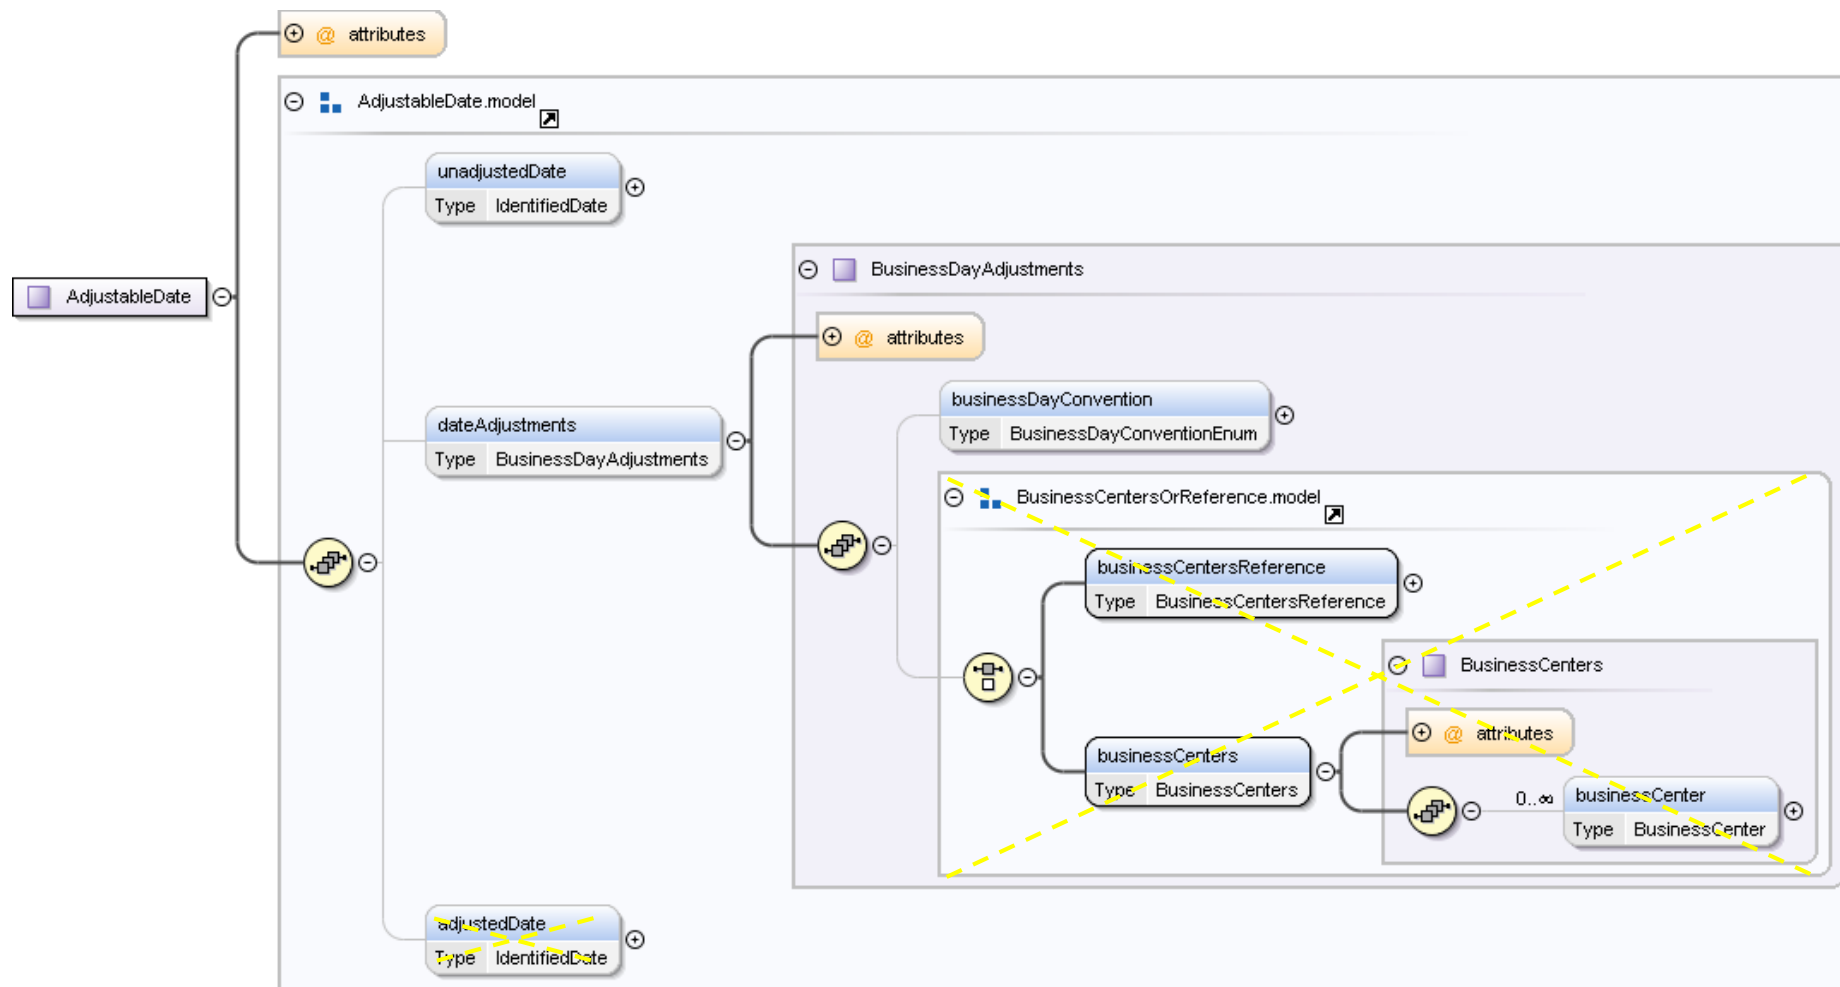 @ attributes
AdjustableDate.model
unadjustedDate
Type IdentifiedDate
AdjustableDate
BusinessDayAdjustments
@ attributes
businessDayConvention
Type BusinessDayConventionEnum
dateAdjustments
Type BusinessDayAdjustments
BusinessCentersOrReference.model
businessCentersReference
Type BusinessCentersReference
BusinessCenters
@ attributes
businessCenters
Type BusinessCenters
0..∞
businessCenter
Type BusinessCenter
adjustedDate
Type IdentifiedDate